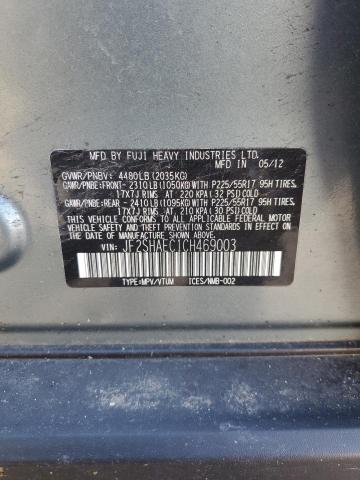 MFD BY FUJI HEAVY INDUSTRIES LTD. 05/12
GVWR/PNBV: 4480LB(2035KG)
GAWR/PNBE:FRONT- 2310LB(1050KG)WITH P225/55R17 95H TIRES,
17X7J RIMS, AT 220 KPA(32 PSI)COLD
GAWR/PNBE:REAR - 2410LB(1095KG)WITH P225/55R17 95H TIRES,
17X7J RIMS, AT 210 KPA(30 PSI)COLD
THIS VEHICLE CONFORMS TO ALL APPLICABLE FEDERAL MOTOR
VEHICLE SAFETY AND BUMPER STANDARDS IN EFFECT ON THE
DATE OF MANUFACTURE SHOWN ABOVE.
VIN: JF2SHAEC1CH469003
TYPE:MPV/VTUM ICES/NMB-002